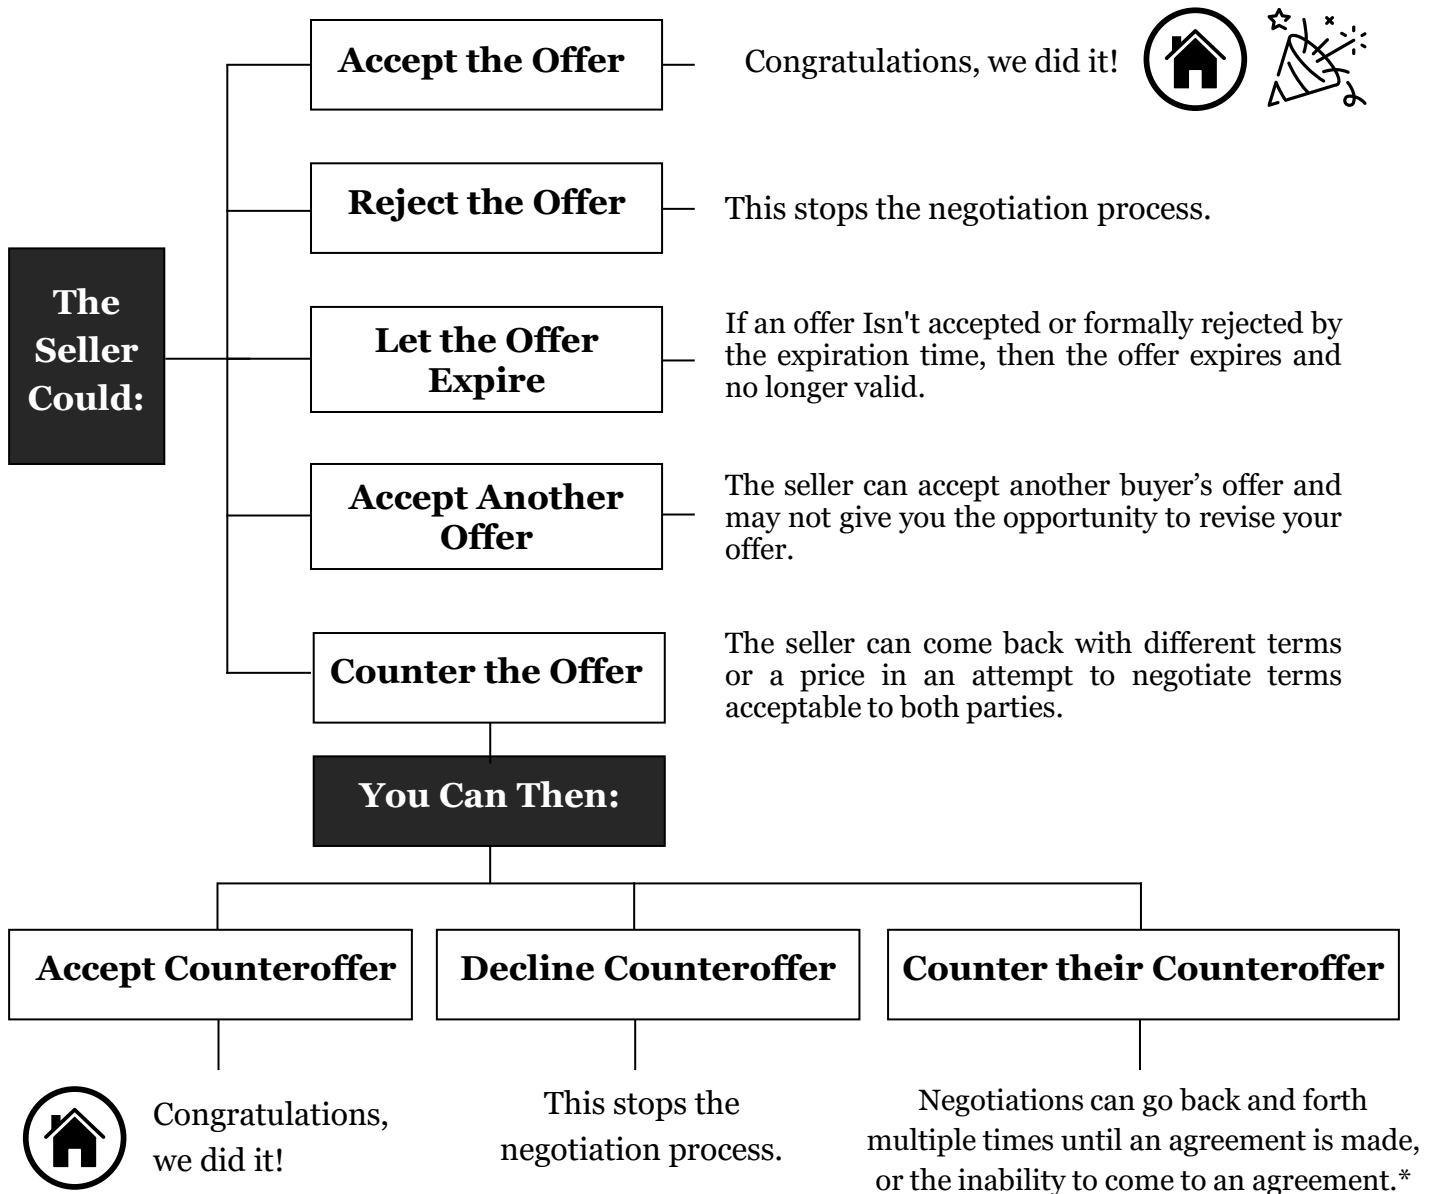 Accept the Offer
Congratulations, we did it!
Reject the Offer
This stops the negotiation process.
The
Seller
Could:
Let the Offer
Expire
If an offer Isn't accepted or formally rejected by
the expiration time, then the offer expires and
no longer valid.
Accept Another
Offer
The seller can accept another buyer’s offer and
may not give you the opportunity to revise your
offer.
Counter the Offer
The seller can come back with different terms
or a price in an attempt to negotiate terms
acceptable to both parties.
You Can Then:
Accept Counteroffer
Decline Counteroffer
Counter their Counteroffer
Congratulations,
we did it!
This stops the
negotiation process.
Negotiations can go back and forth
multiple times until an agreement is made,
or the inability to come to an agreement.*